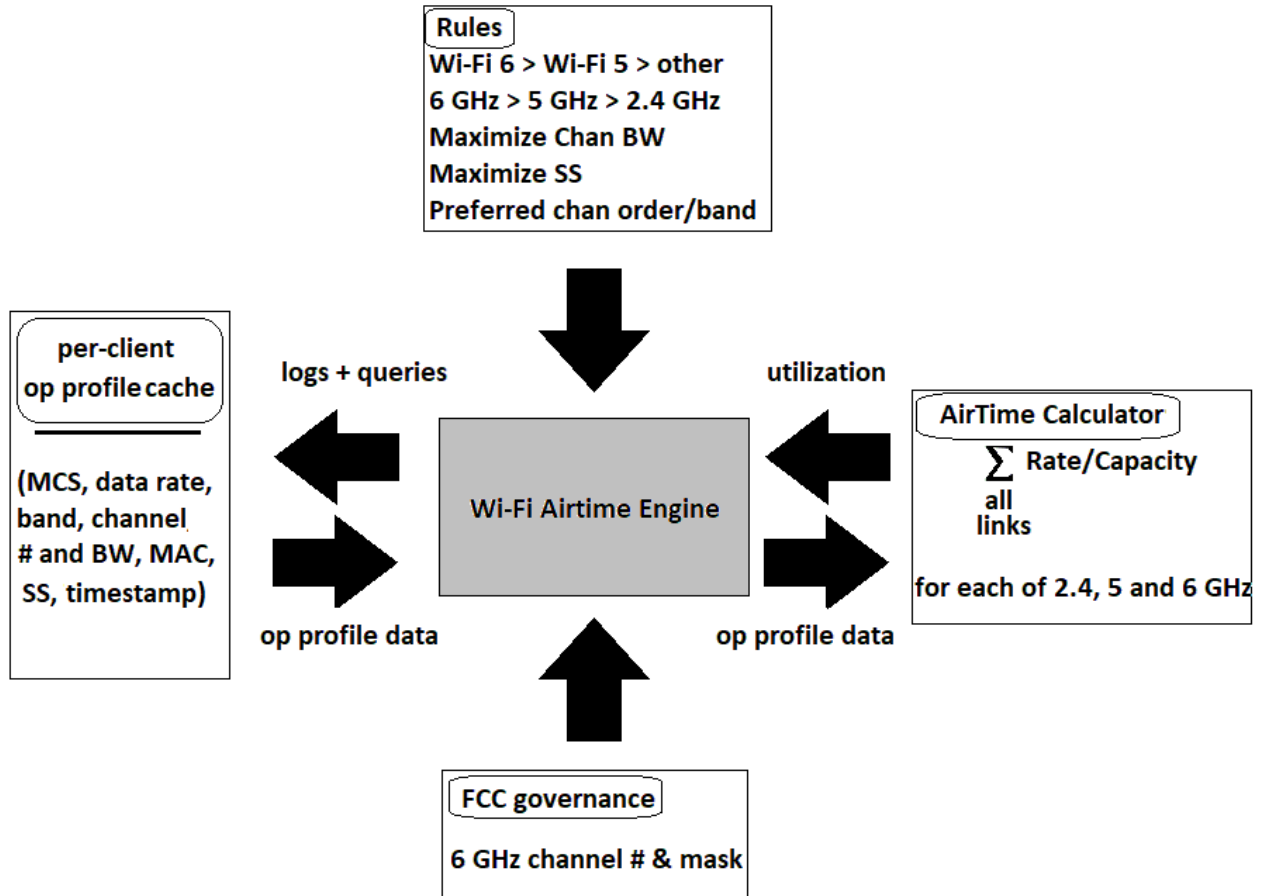 Rules
Wi-Fi 6 > Wi-Fi 5 > other
6 GHz > 5 GHz > 2.4 GHz
Maximize Chan BW
Maximize SS
Preferred chan order/band
per-client
op profile cache
(MCS, data rate,
band, channel
# and BW, MAC,
SS, timestamp)
logs + queries
op profile data
Wi-Fi Airtime Engine
utilization
op profile data
AirTime Calculator
Σ Rate/Capacity
all
links
for each of 2.4, 5 and 6 GHz
FCC governance
6 GHz channel # & mask